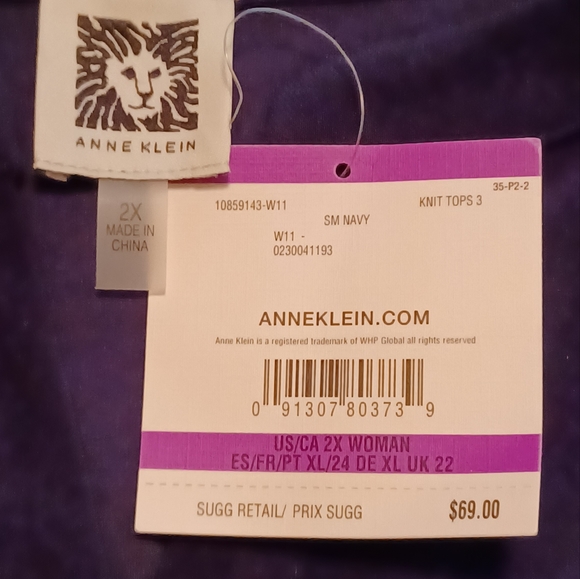 ANNE KLEIN
2X
MADE IN
CHINA
35-P2-2
10859143-W11
KNIT TOPS 3
SM NAVY
W11 -
0230041193
ANNEKLEIN.COM
Anne Klein is a registered trademark of WHP Global all rights reserved
0 91307 80373 9
US/CA 2X WOMAN
ES/FR/PT XL/24 DE XL UK 22
SUGG RETAIL/ PRIX SUGG $69.00